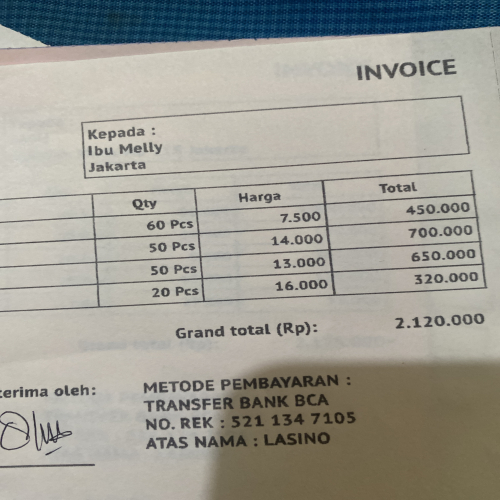 INVOICE
Kepada :
Ibu Melly
Jakarta
Qty Harga Total
60 Pcs 7.500 450.000
50 Pcs 14.000 700.000
50 Pcs 13.000 650.000
20 Pcs 16.000 320.000
Grand total (Rp): 2.120.000
terima oleh:
METODE PEMBAYARAN :
TRANSFER BANK BCA
NO. REK : 521 134 7105
ATAS NAMA : LASINO